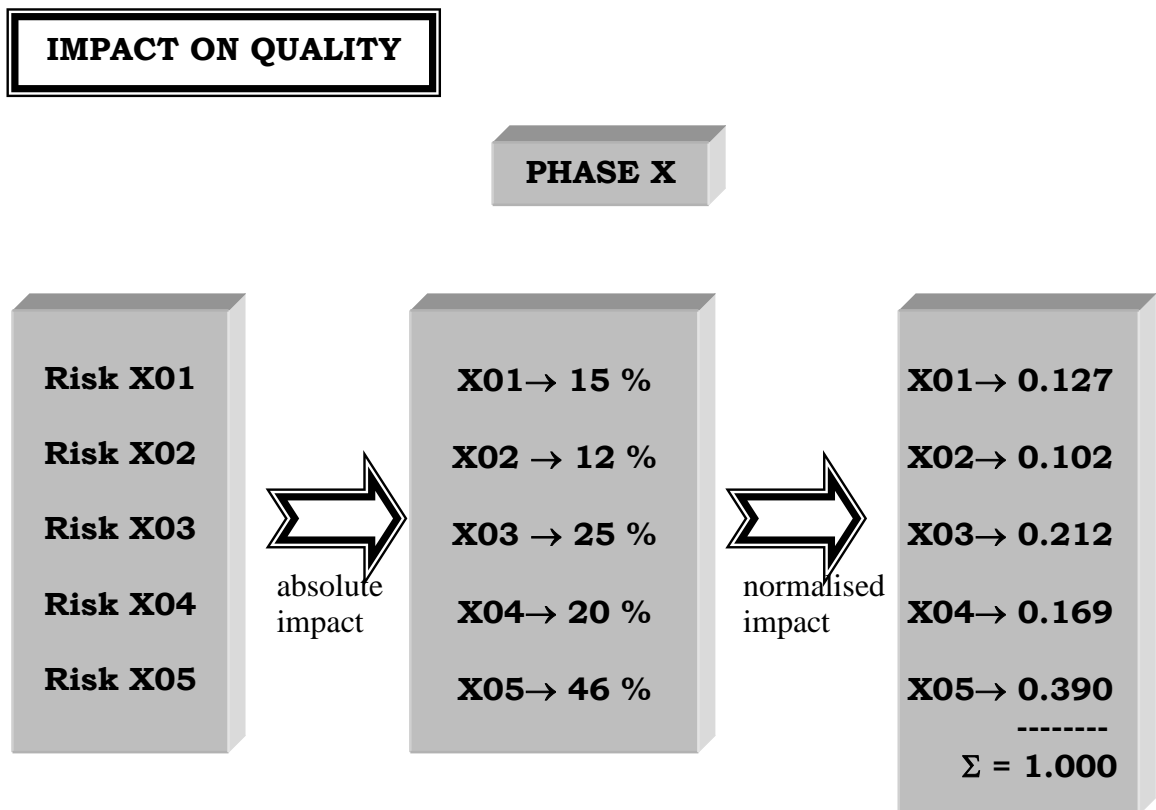 IMPACT ON QUALITY
PHASE X
Risk X01
Risk X02
Risk X03
Risk X04
Risk X05
absolute
impact
X01→ 15 %
X02 → 12 %
X03 → 25 %
X04→ 20 %
X05→ 46 %
normalised
impact
X01→ 0.127
X02→ 0.102
X03→ 0.212
X04→ 0.169
X05→ 0.390
--------
Σ = 1.000